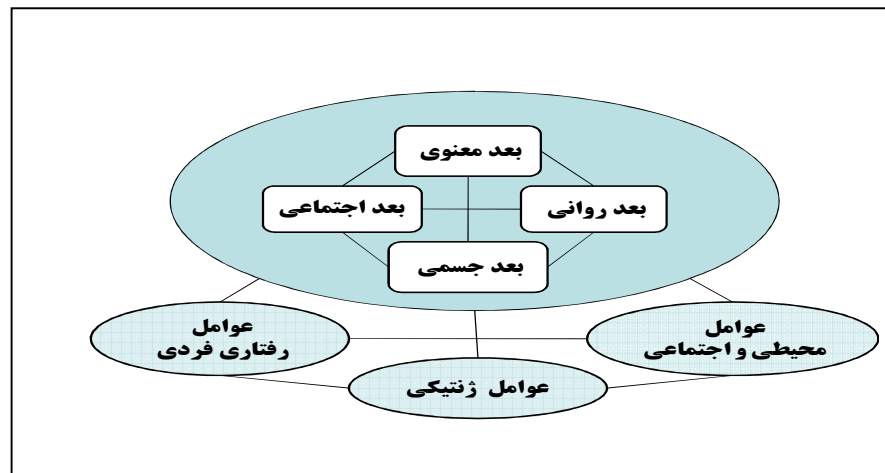 بعد معنوی
بعد روانی
بعد اجتماعی
بعد جسمی
عوامل
محیطی و اجتماعی
عوامل
رفتاری فردی
عوامل ژنتیکی